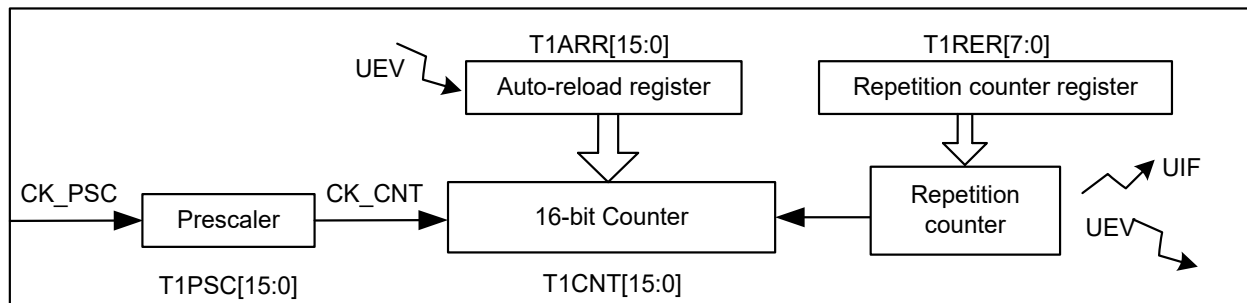 T1ARR[15:0]
T1RER[7:0]
UEV
Auto-reload register
Repetition counter register
CK_PSC
CK_CNT
Prescaler
16-bit Counter
Repetition
counter
UIF
UEV
T1PSC[15:0]
T1CNT[15:0]